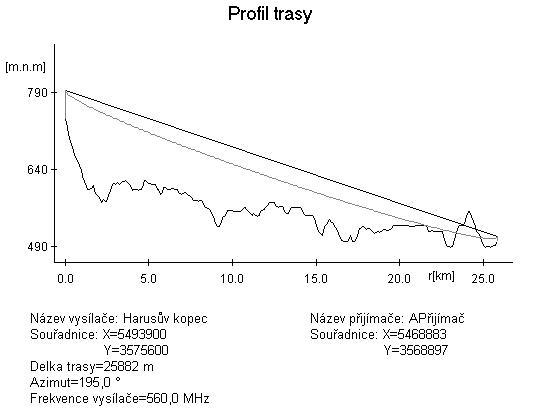 Profil trasy
[m.n.m]
790
640
490
0.0 5.0 10.0 15.0 20.0 r[km] 25.0
Název vysílače: Harusův kopec
Souřadnice: X=5493900
Y=3575600
Delka trasy=25882 m
Azimut=195,0 °
Frekvence vysílače=560,0 MHz
Název přijímače: APřijímač
Souřadnice: X=5468883
Y=3568897